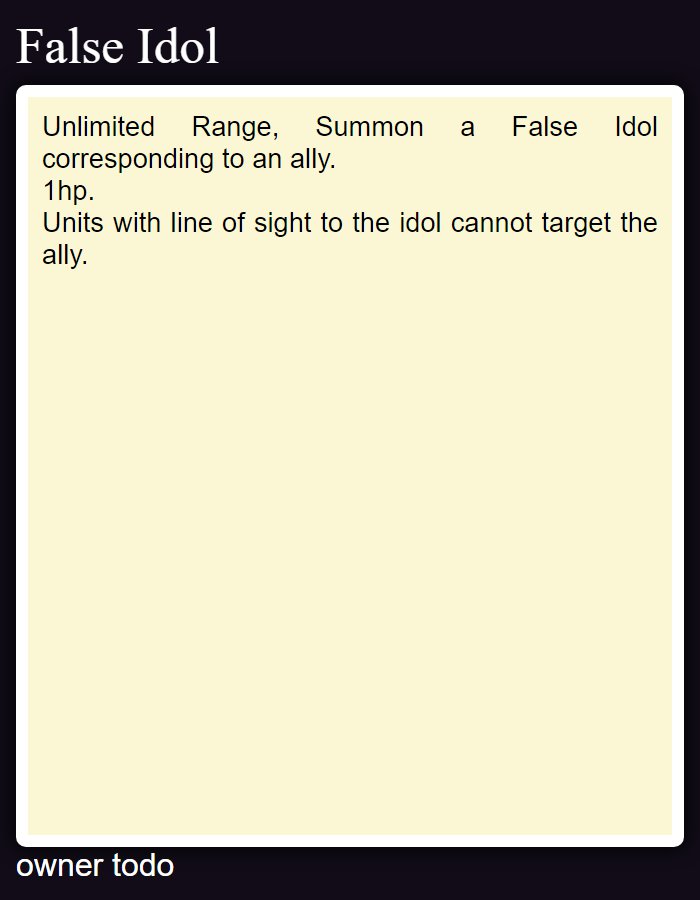 False Idol
Unlimited Range, Summon a False Idol
corresponding to an ally.
1hp.
Units with line of sight to the idol cannot target the
ally.
owner todo